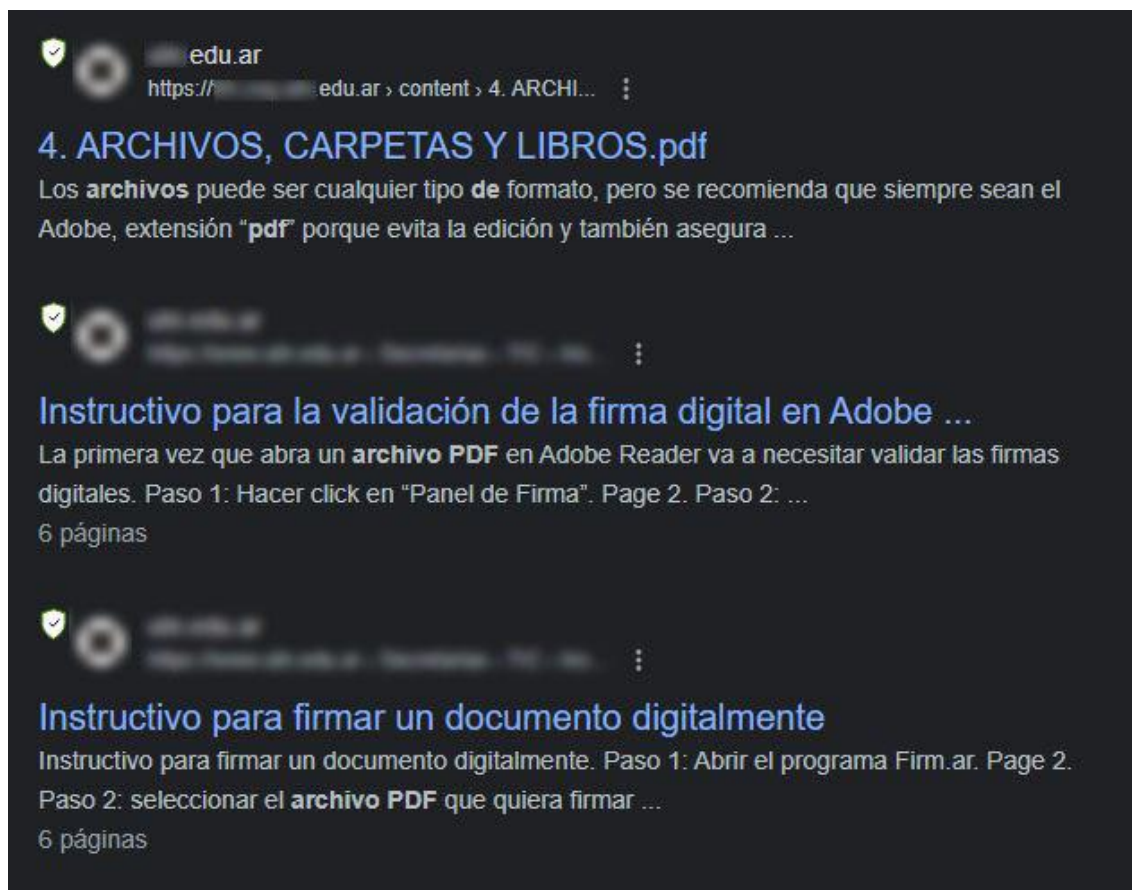 edu.ar
https:// edu.ar › content › 4. ARCHI...
4. ARCHIVOS, CARPETAS Y LIBROS.pdf
Los archivos puede ser cualquier tipo de formato, pero se recomienda que siempre sean el
Adobe, extensión “pdf” porque evita la edición y también asegura ...
Instructivo para la validación de la firma digital en Adobe ...
La primera vez que abra un archivo PDF en Adobe Reader va a necesitar validar las firmas
digitales. Paso 1: Hacer click en “Panel de Firma”. Page 2. Paso 2: ...
6 páginas
Instructivo para firmar un documento digitalmente
Instructivo para firmar un documento digitalmente. Paso 1: Abrir el programa Firm.ar. Page 2.
Paso 2: seleccionar el archivo PDF que quiera firmar ...
6 páginas